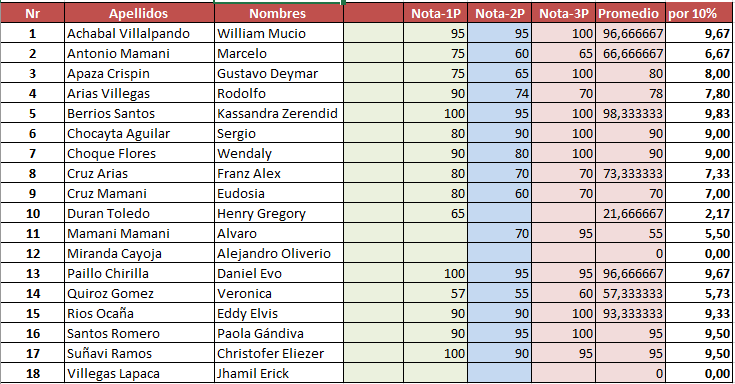 Nr Apellidos Nombres Nota-1P Nota-2P Nota-3P Promedio por 10%
1 Achabal Villalpando William Mucio 95 95 100 96,666667 9,67
2 Antonio Mamani Marcelo 75 60 65 66,666667 6,67
3 Apaza Crispin Gustavo Deymar 75 65 100 80 8,00
4 Arias Villegas Rodolfo 90 74 70 78 7,80
5 Berrios Santos Kassandra Zerendid 100 95 100 98,333333 9,83
6 Chocayta Aguilar Sergio 80 90 100 90 9,00
7 Choque Flores Wendaly 90 80 100 90 9,00
8 Cruz Arias Franz Alex 80 70 70 73,333333 7,33
9 Cruz Mamani Eudosia 80 60 70 70 7,00
10 Duran Toledo Henry Gregory 65 21,666667 2,17
11 Mamani Mamani Alvaro 70 95 55 5,50
12 Miranda Cayoja Alejandro Oliverio 0 0,00
13 Paillo Chirilla Daniel Evo 100 95 95 96,666667 9,67
14 Quiroz Gomez Veronica 57 55 60 57,333333 5,73
15 Rios Ocaña Eddy Elvis 90 90 100 93,333333 9,33
16 Santos Romero Paola Gándiva 90 95 100 95 9,50
17 Suñavi Ramos Christofer Eliezer 100 90 95 95 9,50
18 Villegas Lapaca Jhamil Erick 0 0,00